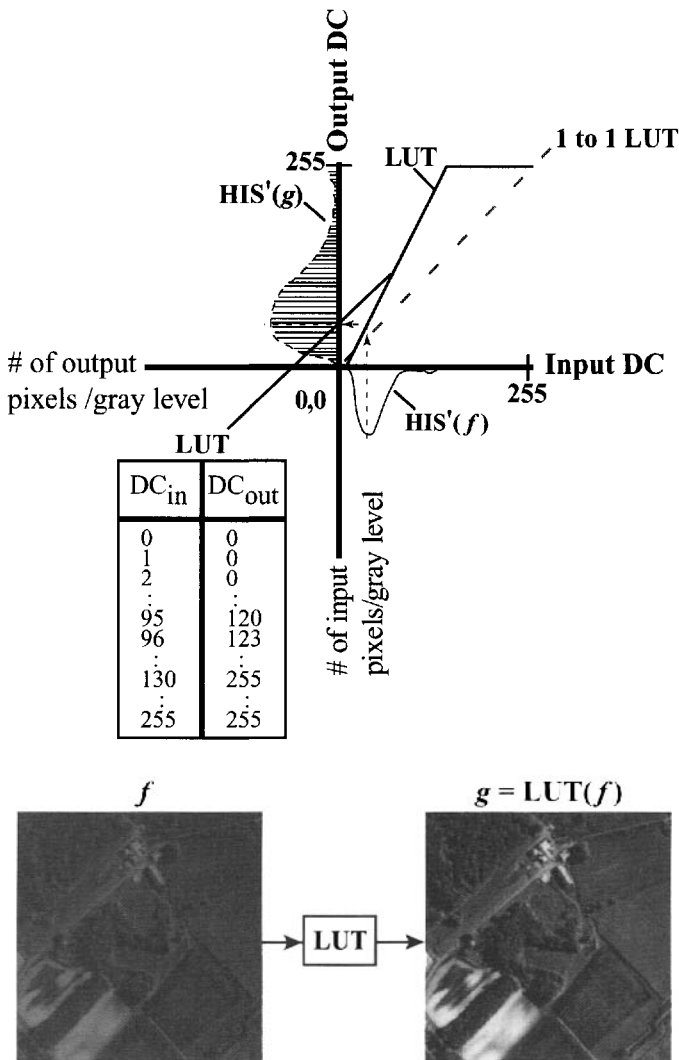 Output DC
1 to 1 LUT
255
LUT
HIS'(g)
# of output
pixels /gray level
Input DC
0,0
255
HIS'(f)
LUT
DCin DCout
0 0
1 0
2 0
: :
95 120
96 123
: :
130 255
: :
255 255
# of input
pixels/gray level
f
g = LUT(f)
LUT